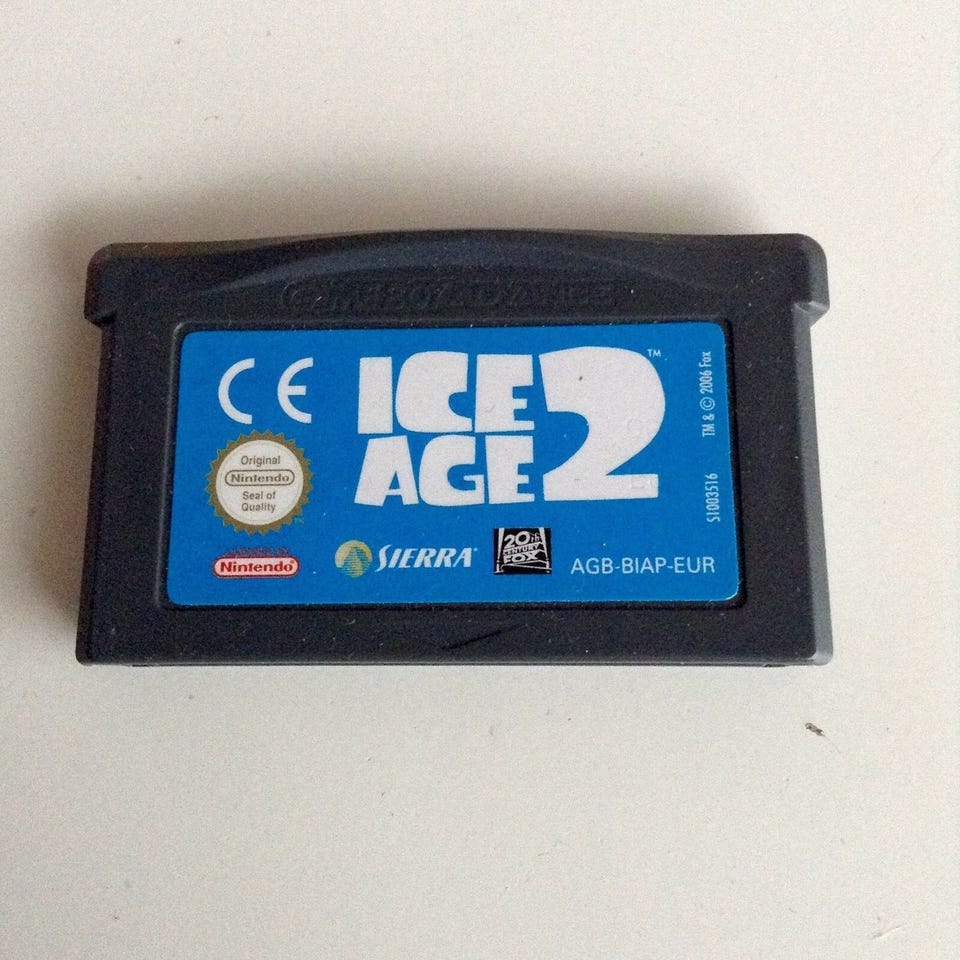 GAME BOY ADVANCE
CE
ICE
AGE 2
TM
TM & © 2006 Fox
S1003516
Original
Nintendo
Seal of
Quality
TM
Nintendo
SIERRA
20th
CENTURY
FOX
AGB-BIAP-EUR